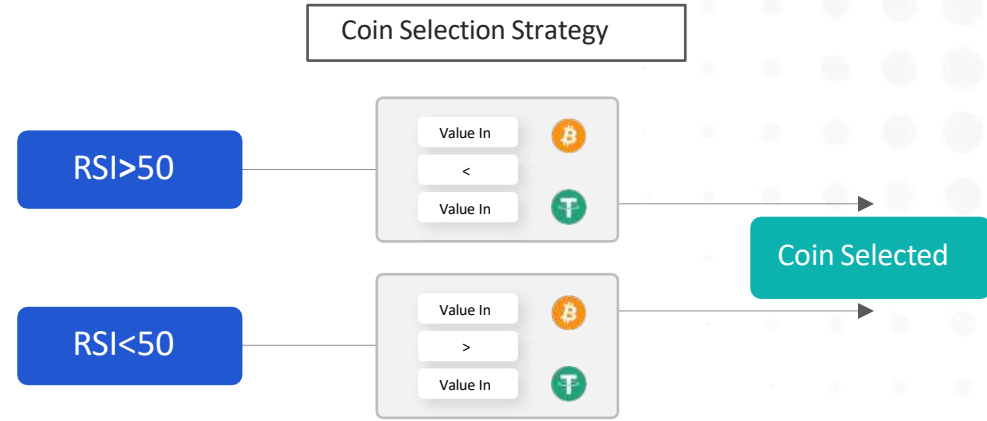 Coin Selection Strategy
RSI>50
Value In
<
Value In
Coin Selected
RSI<50
Value In
>
Value In